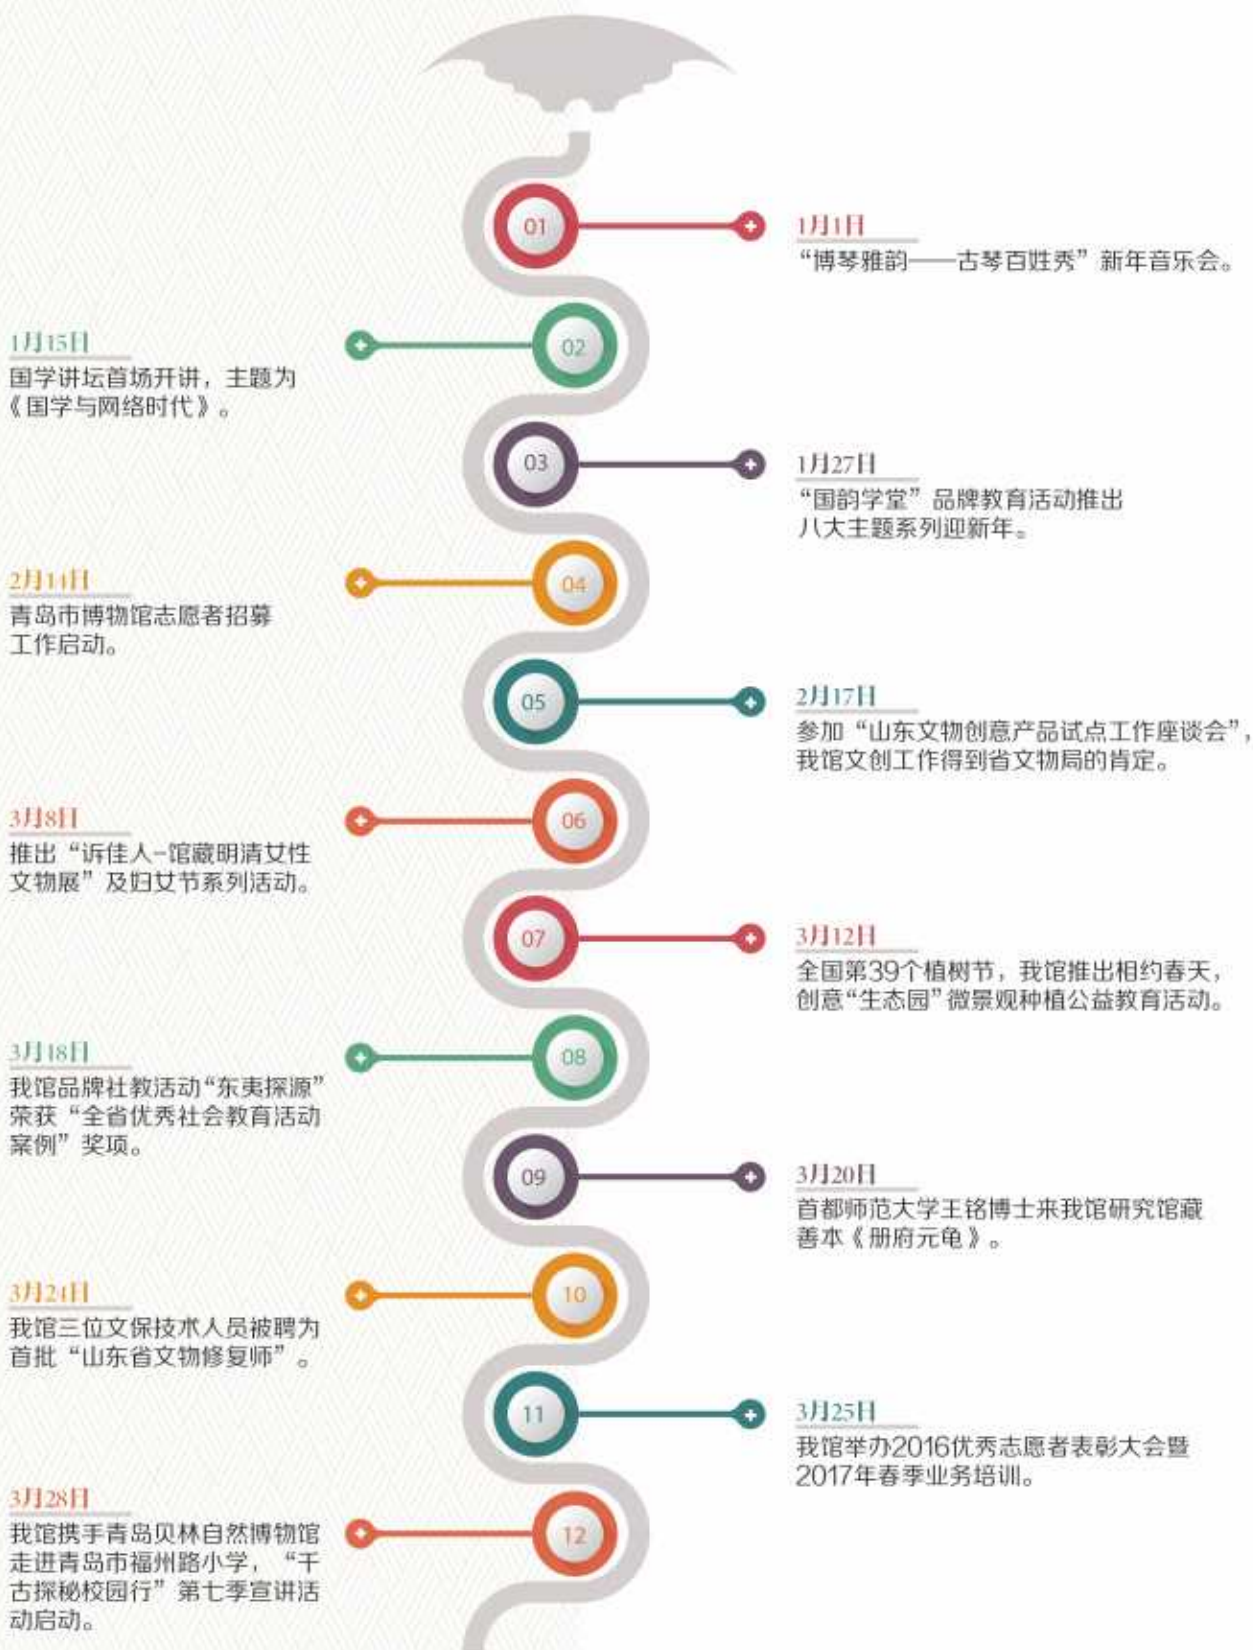 01
1月1日
“博琴雅韵——古琴百姓秀”新年音乐会。
02
1月15日
国学讲坛首场开讲，主题为
《国学与网络时代》。
03
1月27日
“国韵学堂”品牌教育活动推出
八大主题系列迎新年。
04
2月14日
青岛市博物馆志愿者招募
工作启动。
05
2月17日
参加“山东文物创意产品试点工作座谈会”，
我馆文创工作得到省文物局的肯定。
06
3月8日
推出“诉佳人-馆藏明清女性
文物展”及妇女节系列活动。
07
3月12日
全国第39个植树节，我馆推出相约春天，
创意“生态园”微景观种植公益教育活动。
08
3月18日
我馆品牌社教活动“东夷探源”
荣获“全省优秀社会教育活动
案例”奖项。
09
3月20日
首都师范大学王铭博士来我馆研究馆藏
善本《册府元龟》。
10
3月24日
我馆三位文保技术人员被聘为
首批“山东省文物修复师”。
11
3月25日
我馆举办2016优秀志愿者表彰大会暨
2017年春季业务培训。
12
3月28日
我馆携手青岛贝林自然博物馆
走进青岛市福州路小学，“千
古探秘校园行”第七季宣讲活
动启动。